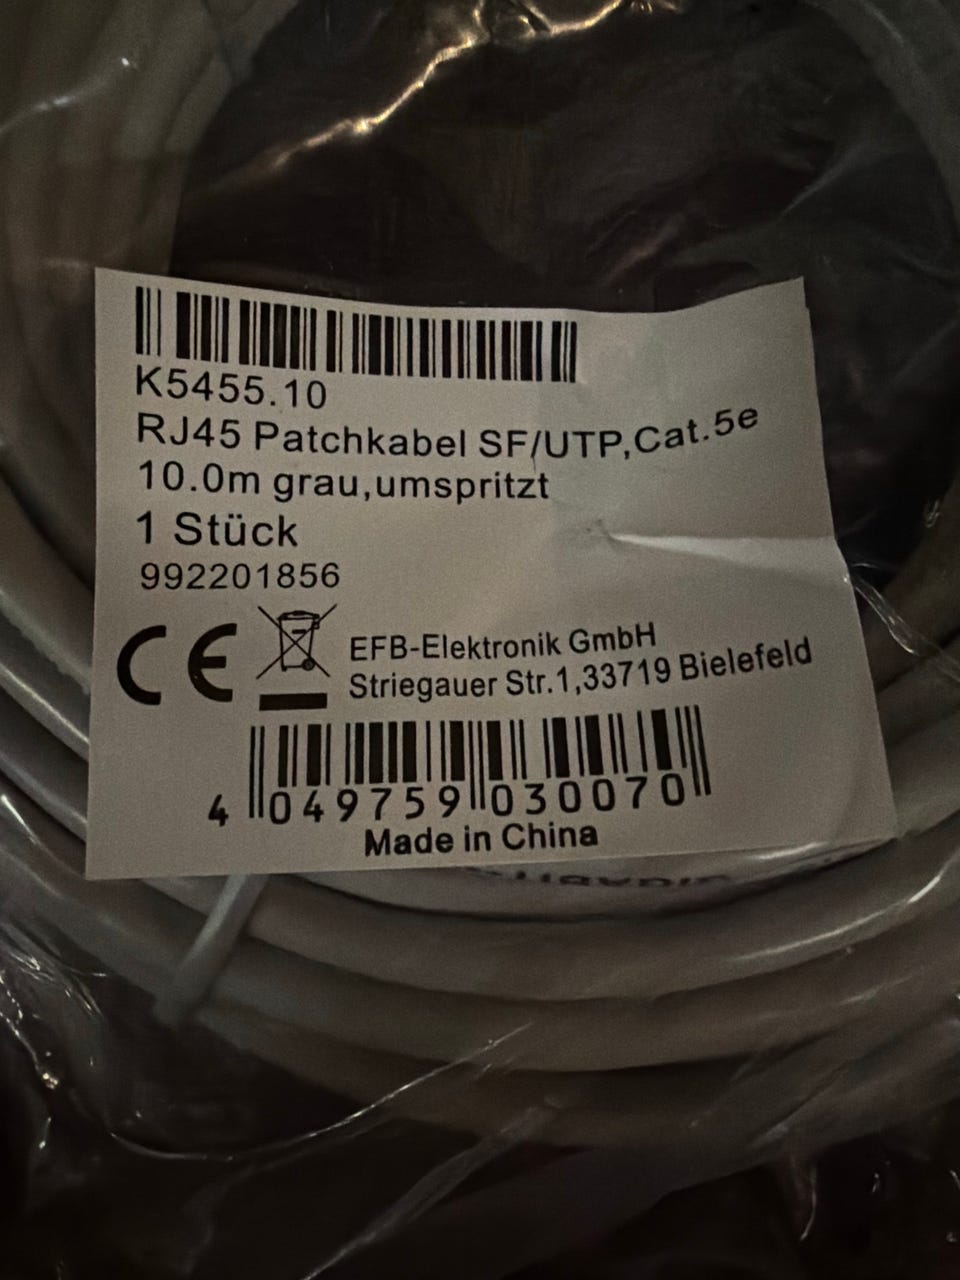 K5455.10
RJ45 Patchkabel SF/UTP,Cat.5e
10.0m grau,umspritzt
1 Stück
992201856
CE
EFB-Elektronik GmbH
Striegauer Str.1,33719 Bielefeld
4 049759 030070
Made in China